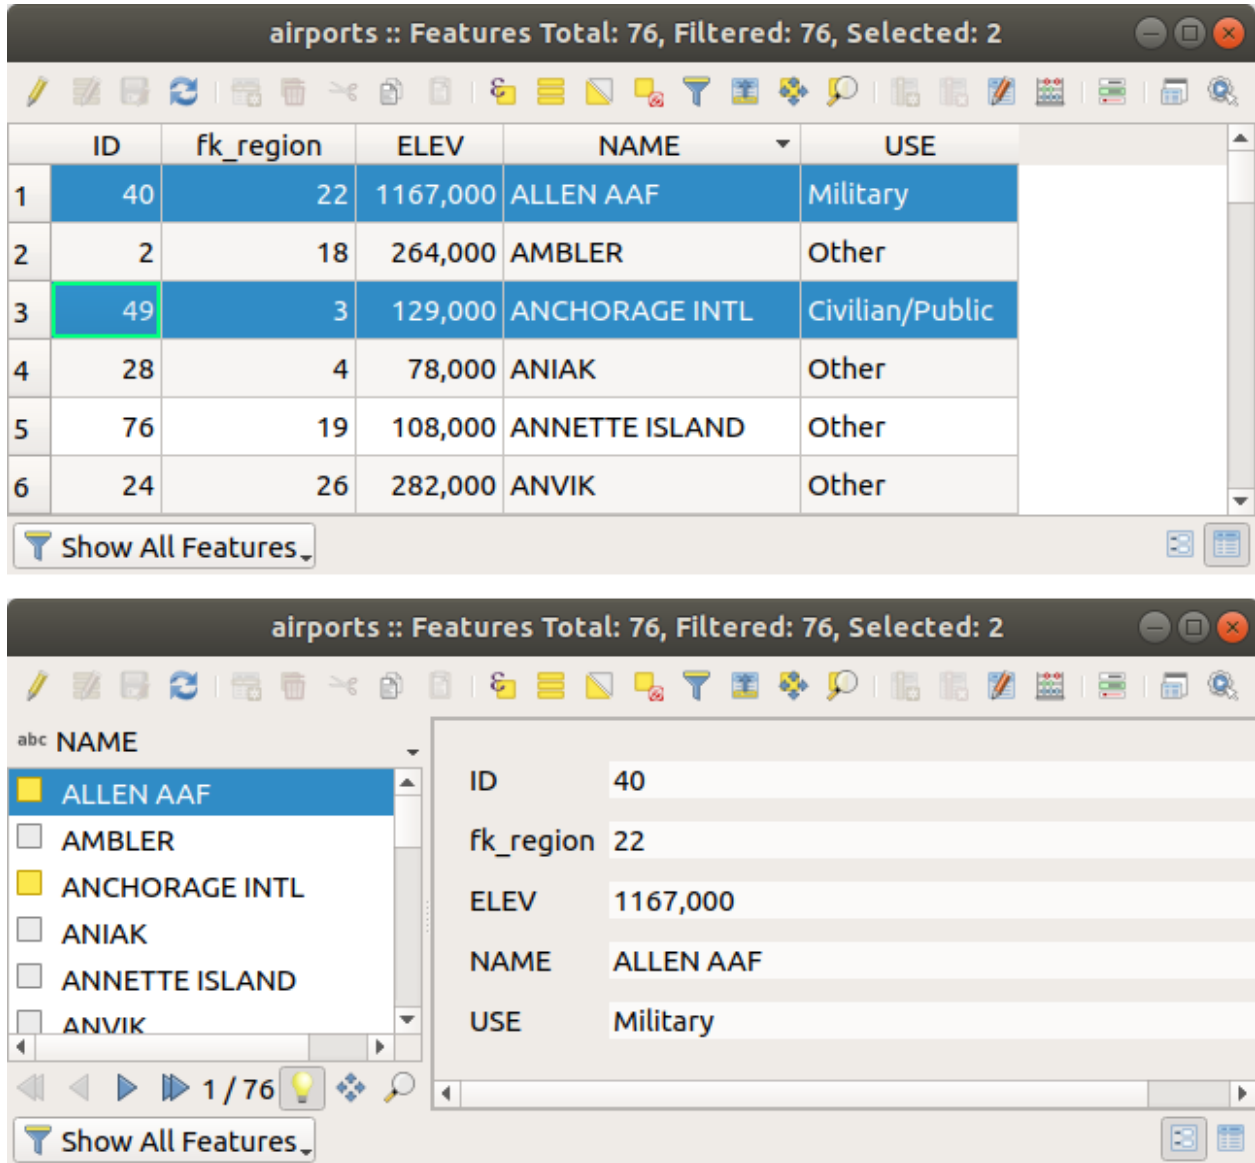 airports :: Features Total: 76, Filtered: 76, Selected: 2
ID fk_region ELEV NAME USE
1 40 22 1167,000 ALLEN AAF Military
2 2 18 264,000 AMBLER Other
3 49 3 129,000 ANCHORAGE INTL Civilian/Public
4 28 4 78,000 ANIAK Other
5 76 19 108,000 ANNETTE ISLAND Other
6 24 26 282,000 ANVIK Other
Show All Features
airports :: Features Total: 76, Filtered: 76, Selected: 2
abc NAME
ALLEN AAF
AMBLER
ANCHORAGE INTL
ANIAK
ANNETTE ISLAND
ANVIK
1 / 76
ID 40
fk_region 22
ELEV 1167,000
NAME ALLEN AAF
USE Military
Show All Features